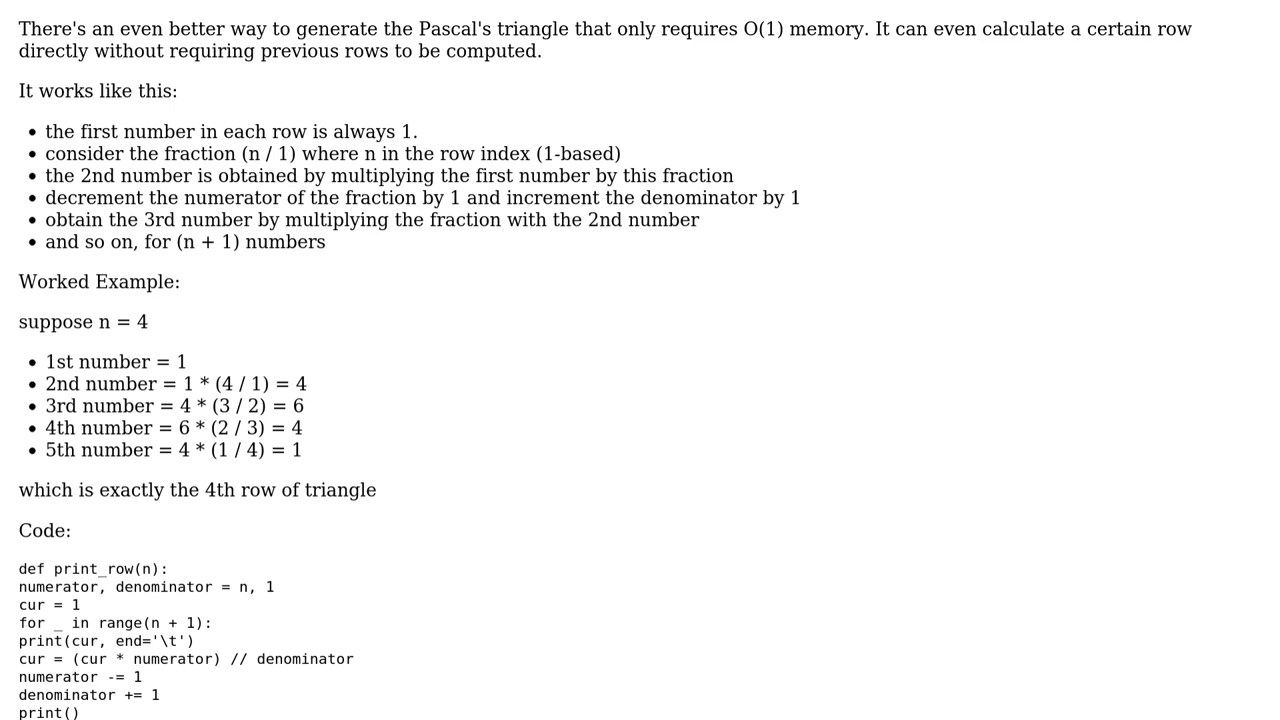 There's an even better way to generate the Pascal's triangle that only requires O(1) memory. It can even calculate a certain row
directly without requiring previous rows to be computed.
It works like this:
• the first number in each row is always 1.
• consider the fraction (n / 1) where n in the row index (1-based)
• the 2nd number is obtained by multiplying the first number by this fraction
• decrement the numerator of the fraction by 1 and increment the denominator by 1
• obtain the 3rd number by multiplying the fraction with the 2nd number
• and so on, for (n + 1) numbers
Worked Example:
suppose n = 4
• 1st number = 1
• 2nd number = 1 * (4 / 1) = 4
• 3rd number = 4 * (3 / 2) = 6
• 4th number = 6 * (2 / 3) = 4
• 5th number = 4 * (1 / 4) = 1
which is exactly the 4th row of triangle
Code:
def print_row(n):
numerator, denominator = n, 1
cur = 1
for _ in range(n + 1):
print(cur, end='\t')
cur = (cur * numerator) // denominator
numerator -= 1
denominator += 1
print()